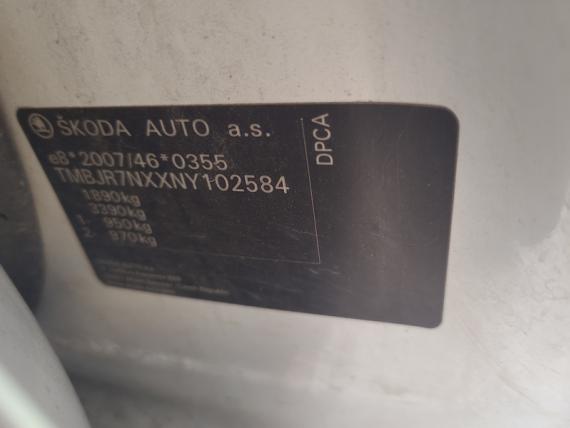 ŠKODA AUTO a.s.
e8*2007/46*0355
TMBJR7NXXNY102584
1890kg
3390kg
1 950kg
2 970kg
DPCA